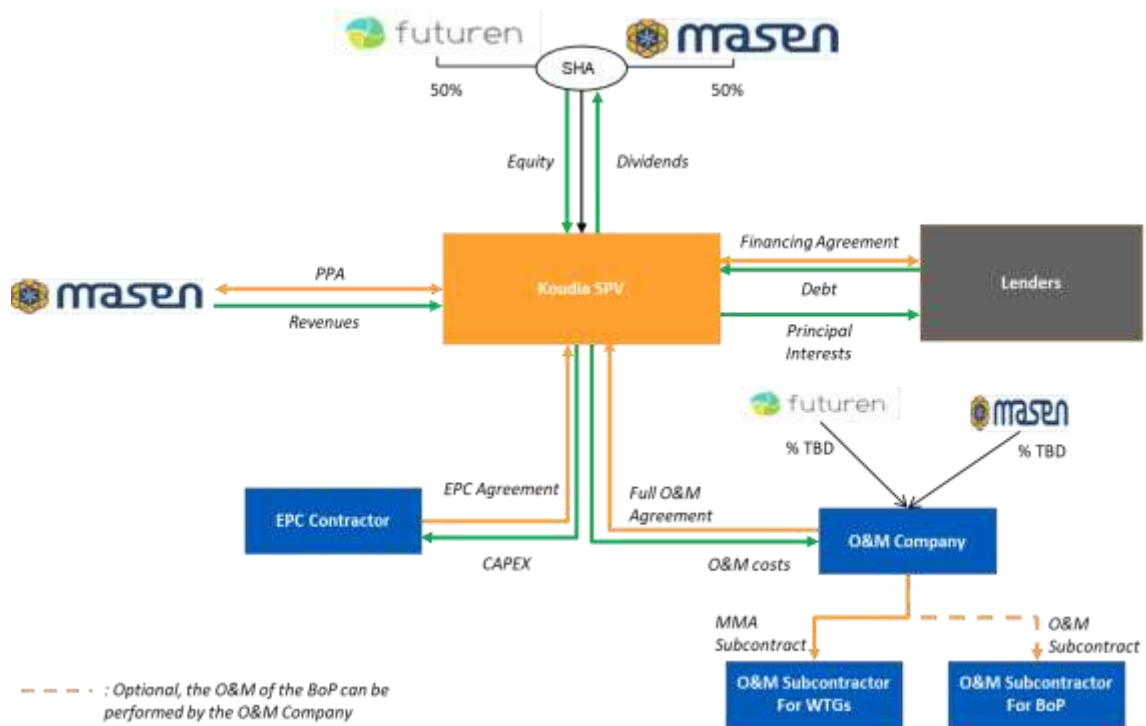 futuren
masen
SHA
50%
50%
Equity
Dividends
Financing Agreement
masen
PPA
Koudia SPV
Lenders
Revenues
Debt
Principal
Interests
futuren
masen
% TBD
% TBD
EPC Agreement
Full O&M
Agreement
EPC Contractor
O&M Company
CAPEX
O&M costs
MMA
Subcontract
O&M
Subcontract
O&M Subcontractor
For WTGs
O&M Subcontractor
For BoP
: Optional, the O&M of the BoP can be
performed by the O&M Company